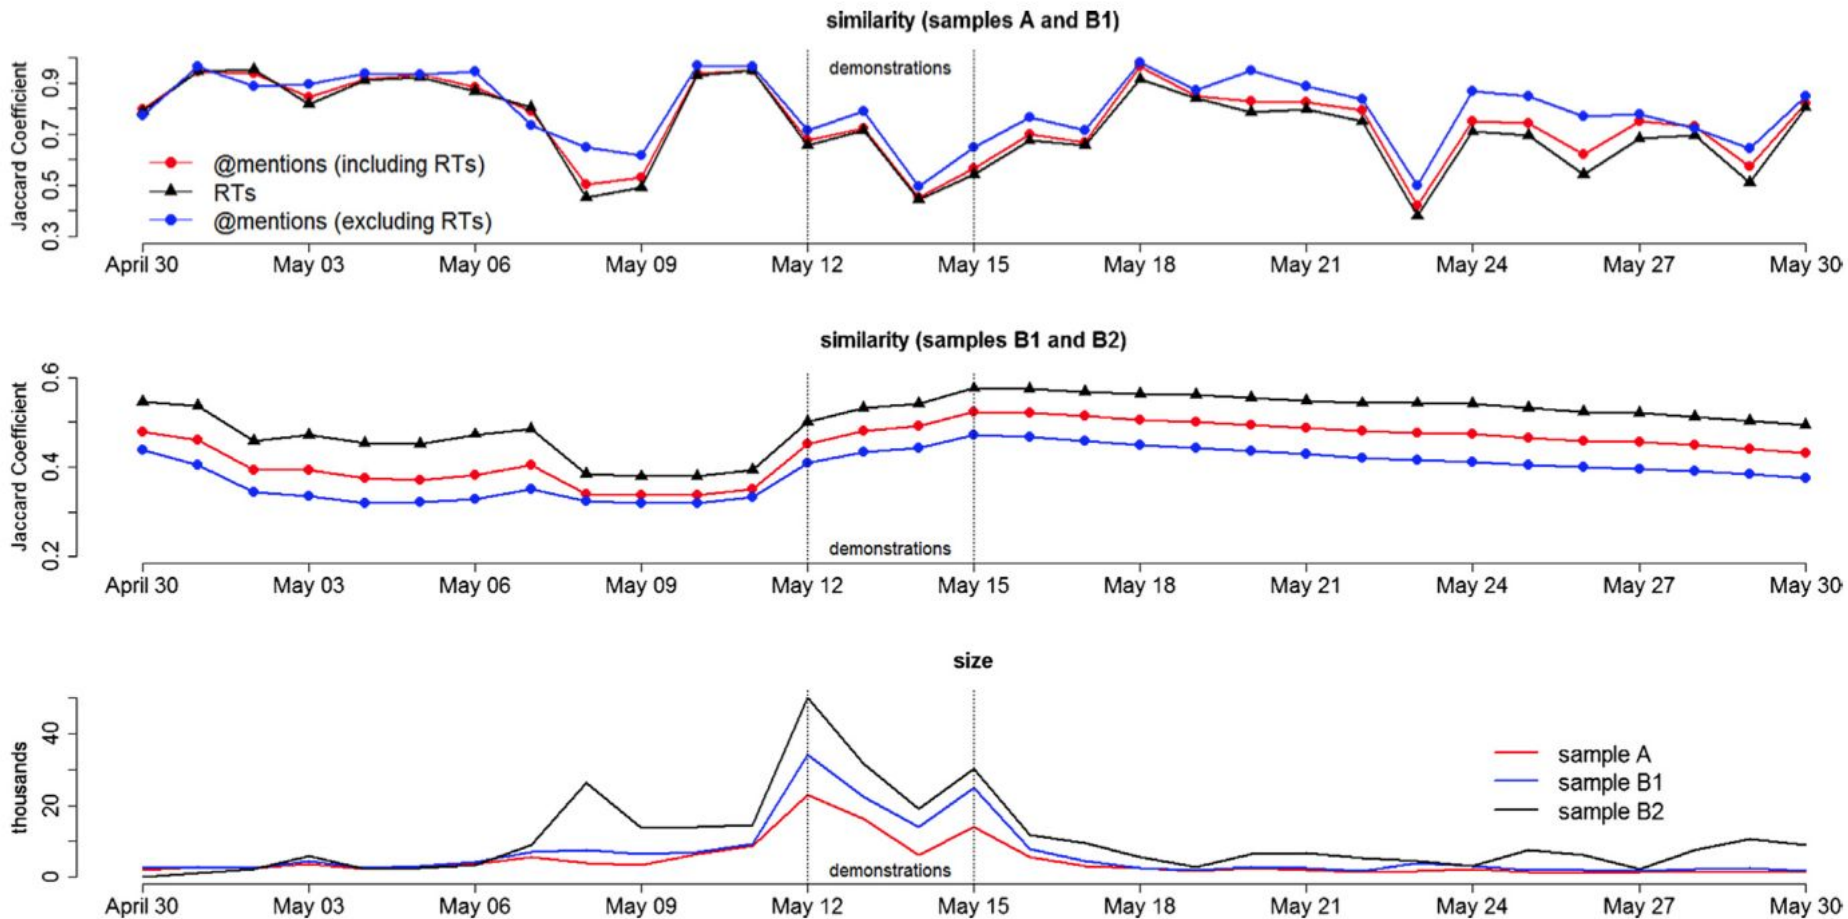 similarity (samples A and B1)
Jaccard Coefficient
0.3 0.5 0.7 0.9
demonstrations
@mentions (including RTs)
RTs
@mentions (excluding RTs)
April 30 May 03 May 06 May 09 May 12 May 15 May 18 May 21 May 24 May 27 May 30
similarity (samples B1 and B2)
Jaccard Coefficient
0.2 0.4 0.6
demonstrations
April 30 May 03 May 06 May 09 May 12 May 15 May 18 May 21 May 24 May 27 May 30
size
thousands
0 20 40
sample A
sample B1
sample B2
demonstrations
April 30 May 03 May 06 May 09 May 12 May 15 May 18 May 21 May 24 May 27 May 30